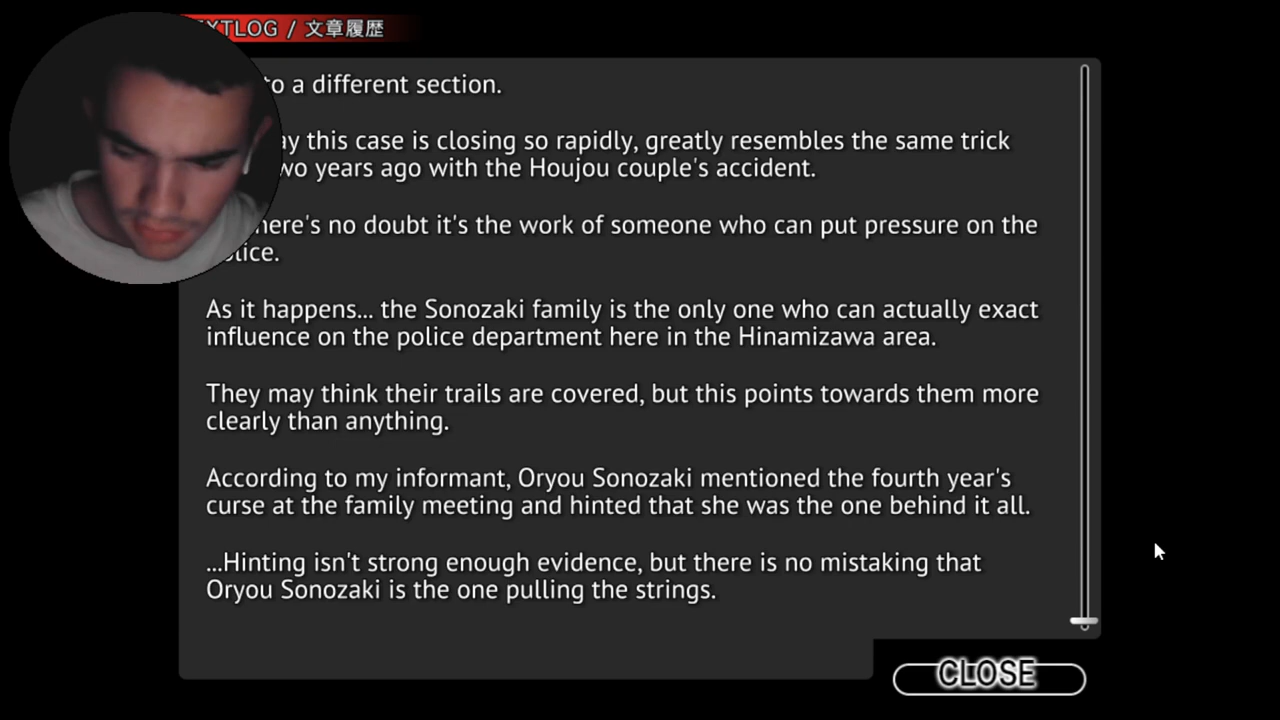 XTLOG / 文章履歴
to a different section.
ay this case is closing so rapidly, greatly resembles the same trick
wo years ago with the Houjou couple's accident.
here's no doubt it's the work of someone who can put pressure on the
olice.
As it happens... the Sonozaki family is the only one who can actually exact
influence on the police department here in the Hinamizawa area.
They may think their trails are covered, but this points towards them more
clearly than anything.
According to my informant, Oryou Sonozaki mentioned the fourth year's
curse at the family meeting and hinted that she was the one behind it all.
...Hinting isn't strong enough evidence, but there is no mistaking that
Oryou Sonozaki is the one pulling the strings.
CLOSE